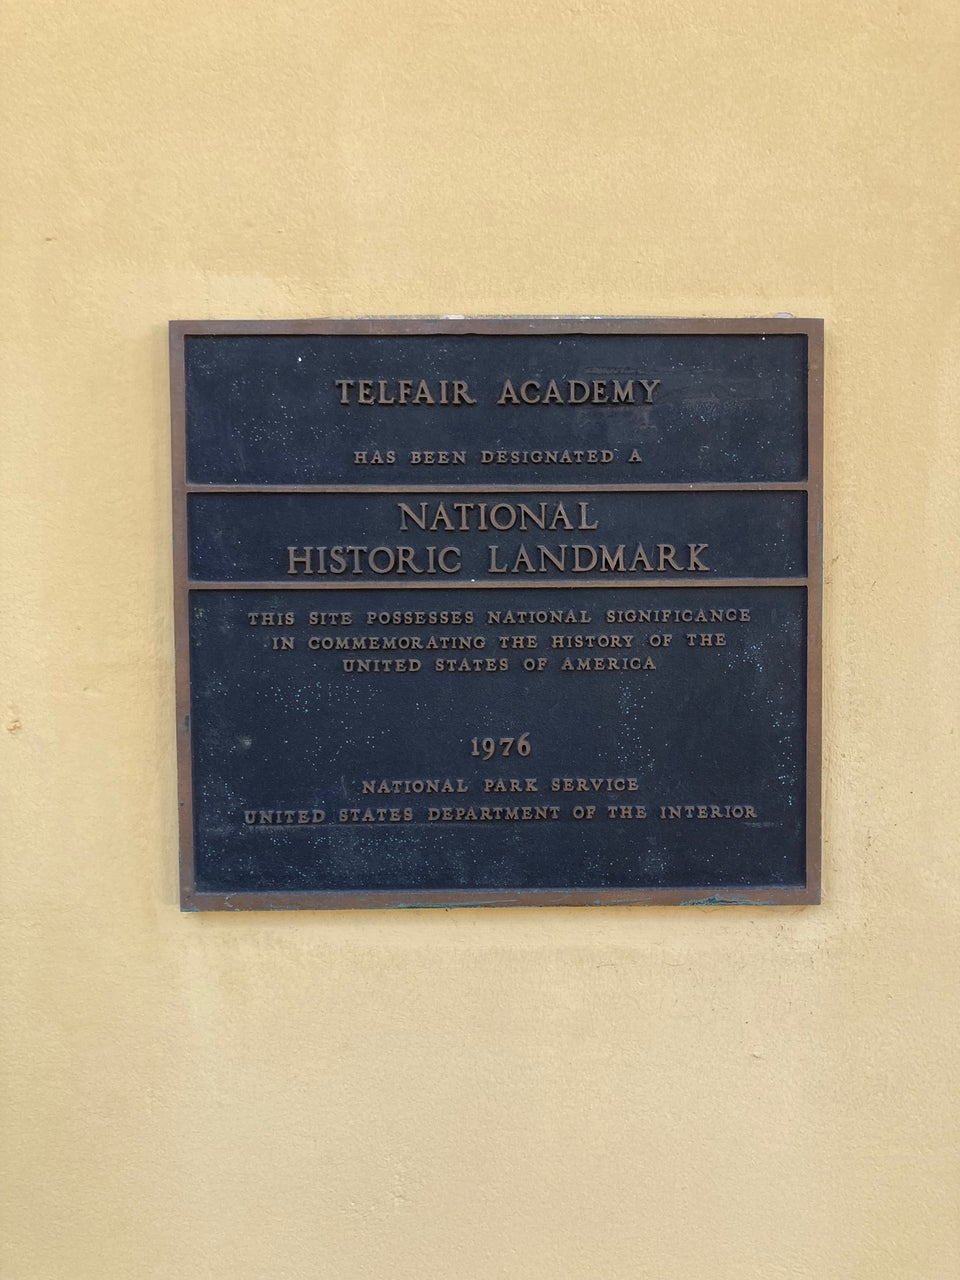 TELFAIR ACADEMY
HAS BEEN DESIGNATED A
NATIONAL
HISTORIC LANDMARK
THIS SITE POSSESSES NATIONAL SIGNIFICANCE
IN COMMEMORATING THE HISTORY OF THE
UNITED STATES OF AMERICA
1976
NATIONAL PARK SERVICE
UNITED STATES DEPARTMENT OF THE INTERIOR